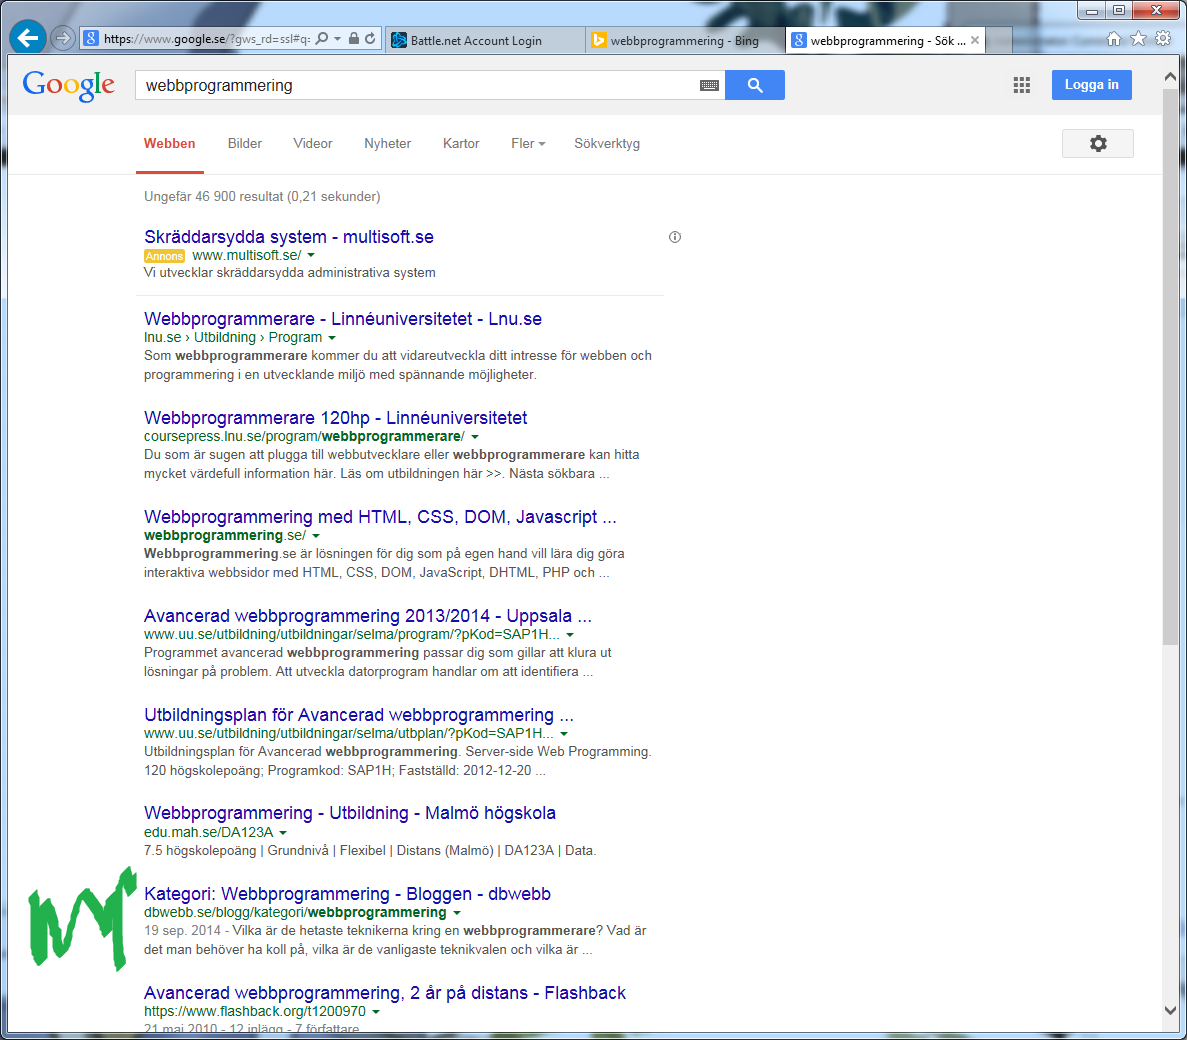 https://www.google.se/?gws_rd=ssl#q=
Battle.net Account Login
webbprogrammering - Bing
webbprogrammering - Sök ...
Google
webbprogrammering
Logga in
Webben Bilder Videor Nyheter Kartor Fler Sökverktyg
Ungefär 46 900 resultat (0,21 sekunder)
Skräddarsydda system - multisoft.se
Annons www.multisoft.se/
Vi utvecklar skräddarsydda administrativa system
Webbprogrammerare - Linnéuniversitetet - Lnu.se
lnu.se › Utbildning › Program
Som webbprogrammerare kommer du att vidareutveckla ditt intresse för webben och
programmering i en utvecklande miljö med spännande möjligheter.
Webbprogrammerare 120hp - Linnéuniversitetet
coursepress.lnu.se/program/webbprogrammerare/
Du som är sugen att plugga till webbutvecklare eller webbprogrammerare kan hitta
mycket värdefull information här. Läs om utbildningen här >>. Nästa sökbara ...
Webbprogrammering med HTML, CSS, DOM, Javascript ...
webbprogrammering.se/
Webbprogrammering.se är lösningen för dig som på egen hand vill lära dig göra
interaktiva webbsidor med HTML, CSS, DOM, JavaScript, DHTML, PHP och ...
Avancerad webbprogrammering 2013/2014 - Uppsala ...
www.uu.se/utbildning/utbildningar/selma/program/?pKod=SAP1H...
Programmet avancerad webbprogrammering passar dig som gillar att klura ut
lösningar på problem. Att utveckla datorprogram handlar om att identifiera ...
Utbildningsplan för Avancerad webbprogrammering ...
www.uu.se/utbildning/utbildningar/selma/utbplan/?pKod=SAP1H...
Utbildningsplan för Avancerad webbprogrammering. Server-side Web Programming.
120 högskolepoäng; Programkod: SAP1H; Fastställd: 2012-12-20 ...
Webbprogrammering - Utbildning - Malmö högskola
edu.mah.se/DA123A
7.5 högskolepoäng | Grundnivå | Flexibel | Distans (Malmö) | DA123A | Data.
Kategori: Webbprogrammering - Bloggen - dbwebb
dbwebb.se/blogg/kategori/webbprogrammering
19 sep. 2014 - Vilka är de hetaste teknikerna kring en webbprogrammerare? Vad är
det man behöver ha koll på, vilka är de vanligaste teknikvalen och vilka är ...
Avancerad webbprogrammering, 2 år på distans - Flashback
https://www.flashback.org/t1200970
21 maj 2010 - 12 inlägg - 7 författare